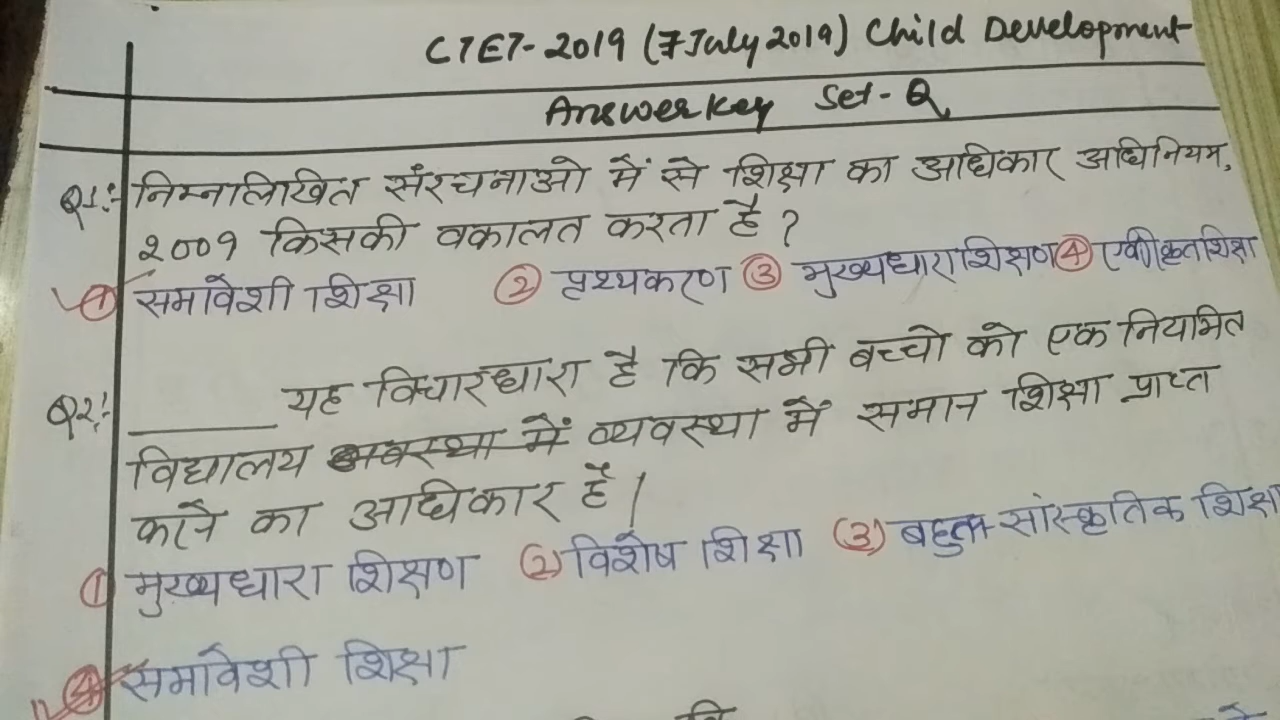 CTET-2019 (7 July 2019) Child Development
Answer key Set-Q
Q1:- निम्नलिखित संरचनाओ में से शिक्षा का अधिकार अधिनियम,
२००९ किसकी वकालत करता है ?
① समावेशी शिक्षा ② पृथ्यकरण ③ मुख्यधारा शिक्षण ④ एकीकृत शिक्षा
Q2:- ______ यह विचारधारा है कि सभी बच्चो को एक नियमित
विद्यालय व्यवस्था में समान शिक्षा प्राप्त
करने का अधिकार है।
① मुख्यधारा शिक्षण ② विशेष शिक्षा ③ बहुल सांस्कृतिक शिक्षा
④ समावेशी शिक्षा